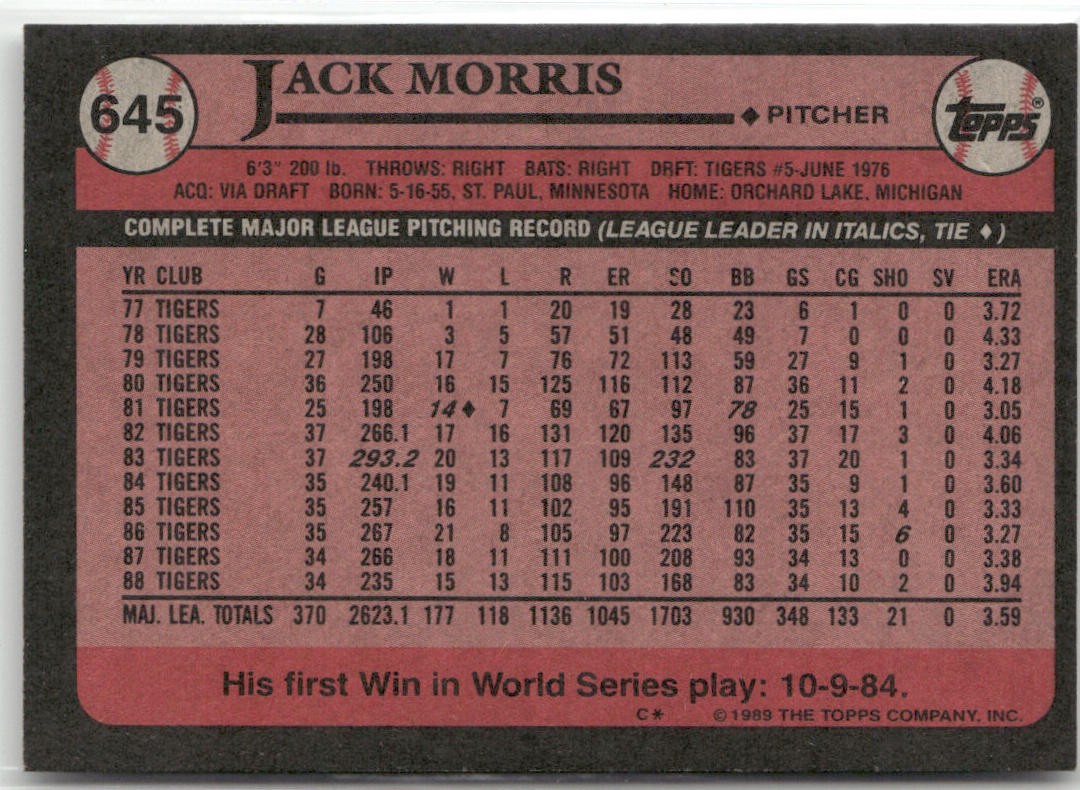 645
JACK MORRIS
♦ PITCHER
TOPPS®
6'3" 200 lb. THROWS: RIGHT BATS: RIGHT DRFT: TIGERS #5-JUNE 1976
ACQ: VIA DRAFT BORN: 5-16-55, ST. PAUL, MINNESOTA HOME: ORCHARD LAKE, MICHIGAN
COMPLETE MAJOR LEAGUE PITCHING RECORD (LEAGUE LEADER IN ITALICS, TIE ♦)
YR CLUB G IP W L R ER SO BB GS CG SHO SV ERA
77 TIGERS 7 46 1 1 20 19 28 23 6 1 0 0 3.72
78 TIGERS 28 106 3 5 57 51 48 49 7 0 0 0 4.33
79 TIGERS 27 198 17 7 76 72 113 59 27 9 1 0 3.27
80 TIGERS 36 250 16 15 125 116 112 87 36 11 2 0 4.18
81 TIGERS 25 198 14♦ 7 69 67 97 78 25 15 1 0 3.05
82 TIGERS 37 266.1 17 16 131 120 135 96 37 17 3 0 4.06
83 TIGERS 37 293.2 20 13 117 109 232 83 37 20 1 0 3.34
84 TIGERS 35 240.1 19 11 108 96 148 87 35 9 1 0 3.60
85 TIGERS 35 257 16 11 102 95 191 110 35 13 4 0 3.33
86 TIGERS 35 267 21 8 105 97 223 82 35 15 6 0 3.27
87 TIGERS 34 266 18 11 111 100 208 93 34 13 0 0 3.38
88 TIGERS 34 235 15 13 115 103 168 83 34 10 2 0 3.94
MAJ. LEA. TOTALS 370 2623.1 177 118 1136 1045 1703 930 348 133 21 0 3.59
His first Win in World Series play: 10-9-84.
C* ©1989 THE TOPPS COMPANY, INC.